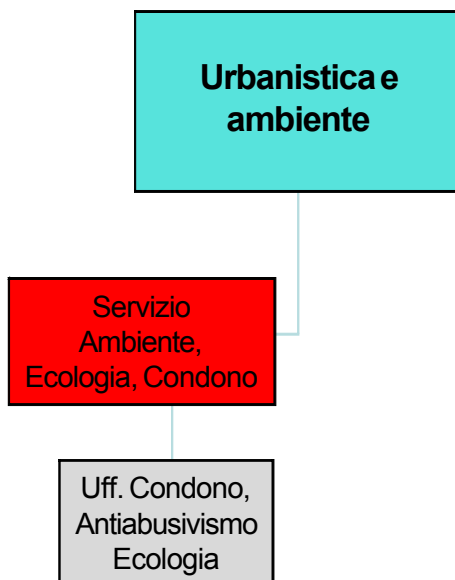 Urbanistica e
ambiente
Servizio
Ambiente,
Ecologia, Condono
Uff. Condono,
Antiabusivismo
Ecologia